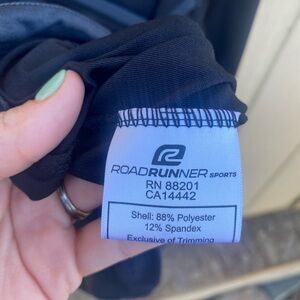 ROADRUNNER SPORTS
RN 88201
CA14442
Shell: 88% Polyester
12% Spandex
Exclusive of Trimming